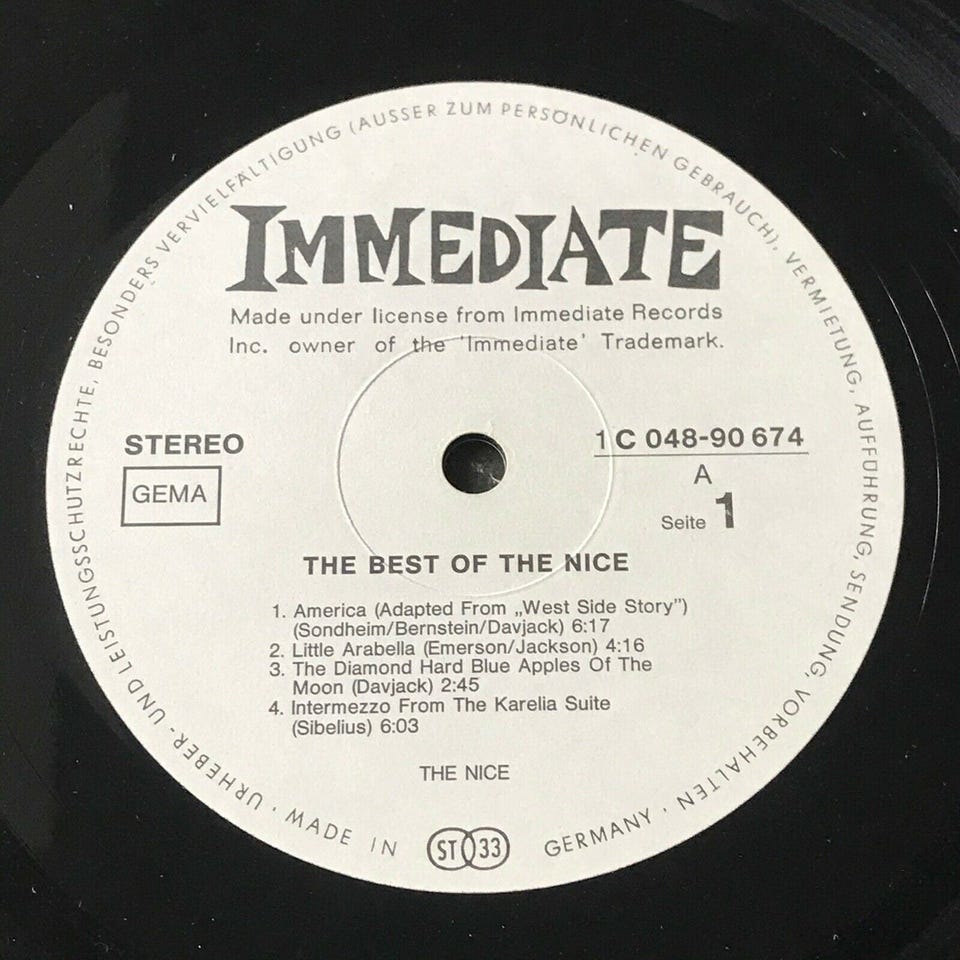 IMMEDIATE
Made under license from Immediate Records
Inc. owner of the 'Immediate' Trademark.
STEREO
GEMA
1 C 048-90 674
A
Seite 1
THE BEST OF THE NICE
1. America (Adapted From „West Side Story")
(Sondheim/Bernstein/Davjack) 6:17
2. Little Arabella (Emerson/Jackson) 4:16
3. The Diamond Hard Blue Apples Of The
Moon (Davjack) 2:45
4. Intermezzo From The Karelia Suite
(Sibelius) 6:03
THE NICE
URHEBER- UND LEISTUNGSSCHUTZRECHTE, BESONDERS VERVIELFÄLTIGUNG (AUSSER ZUM PERSÖNLICHEN GEBRAUCH), VERMIETUNG, AUFFÜHRUNG, SENDUNG, VORBEHALTEN ·
MADE IN ST 33 GERMANY ·